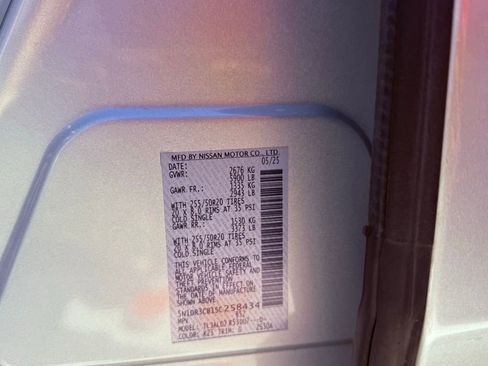 MFD BY NISSAN MOTOR CO., LTD.
DATE: 05/25
GVWR: 2676 KG
5900 LB
GAWR FR.: 1335 KG
2943 LB
WITH 255/50R20 TIRES
20 X 8.0 RIMS AT 35 PSI
COLD SINGLE
GAWR RR.: 1530 KG
3373 LB
WITH 255/50R20 TIRES
20 X 8.0 RIMS AT 35 PSI
COLD SINGLE
THIS VEHICLE CONFORMS TO
ALL APPLICABLE FEDERAL
MOTOR VEHICLE SAFETY AND
THEFT PREVENTION
STANDARDS IN EFFECT ON
THE DATE OF MANUFACTURE
SHOWN ABOVE.
258434
MPV
MODEL:
COLOR: TRIM: G